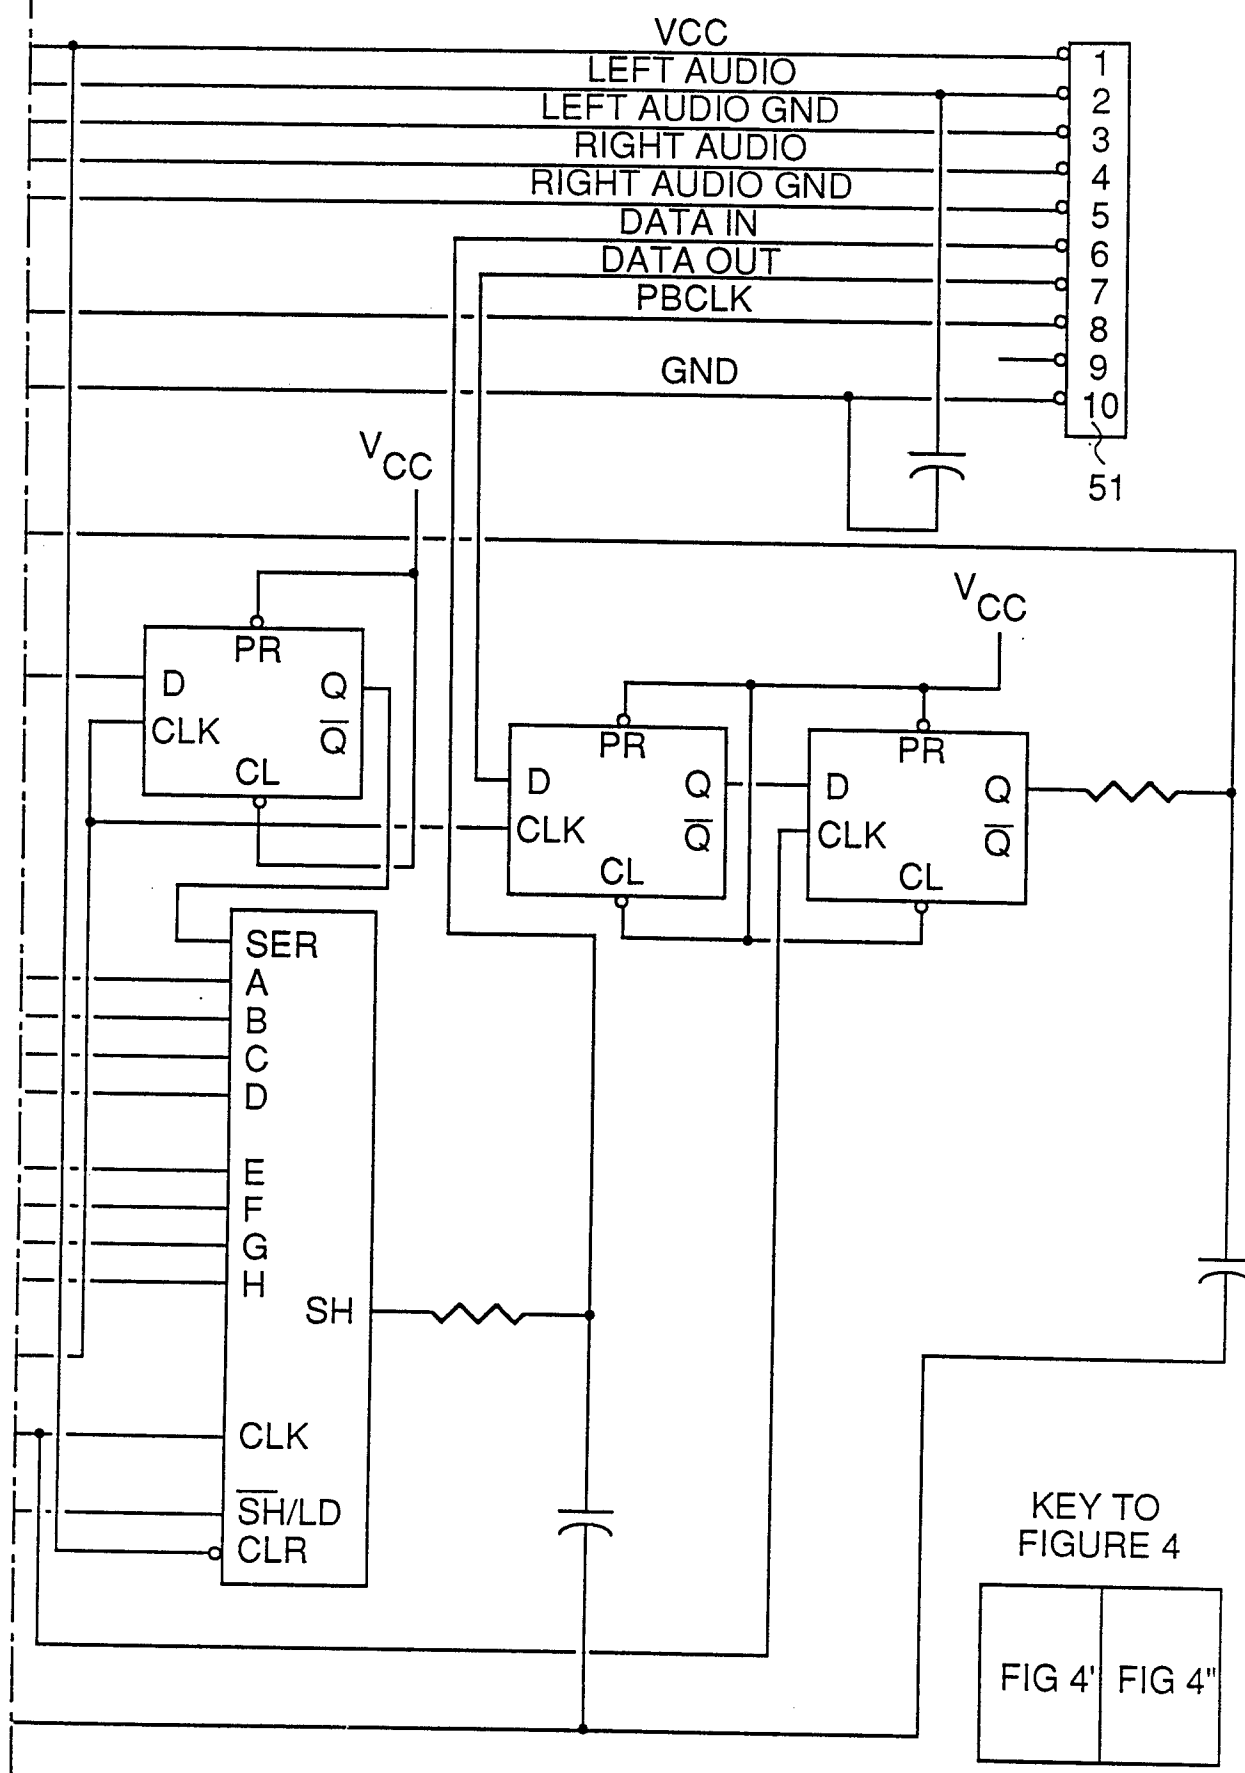 VCC
1
LEFT AUDIO
2
LEFT AUDIO GND
3
RIGHT AUDIO
4
RIGHT AUDIO GND
5
DATA IN
6
DATA OUT
7
PBCLK
8
9
GND
10
51
VCC
VCC
PR
D
Q
CLK
Q̅
CL
PR
D
Q
CLK
Q̅
CL
PR
D
Q
CLK
Q̅
CL
SER
A
B
C
D
E
F
G
H
SH
CLK
S̅H̅/LD
CLR
KEY TO
FIGURE 4
FIG 4' FIG 4"